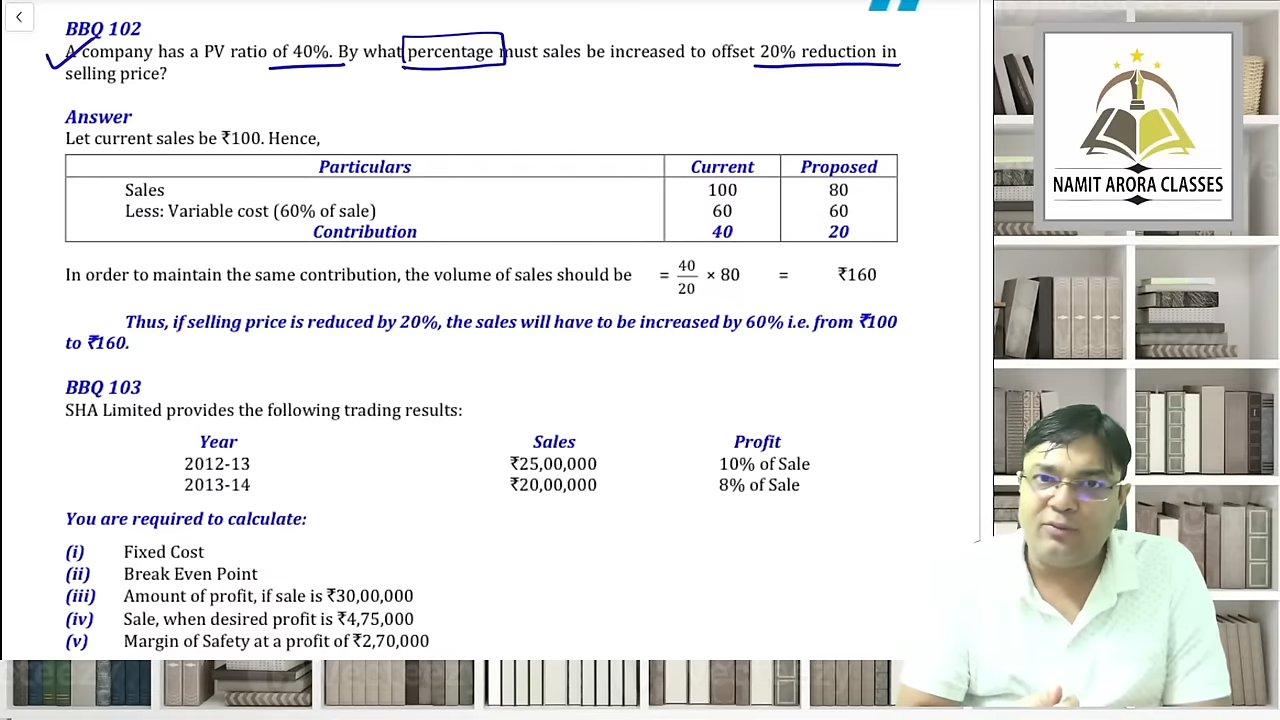 BBQ 102
A company has a PV ratio of 40%. By what percentage must sales be increased to offset 20% reduction in
selling price?
Answer
Let current sales be ₹100. Hence,
Particulars Current Proposed
Sales 100 80
Less: Variable cost (60% of sale) 60 60
Contribution 40 20
In order to maintain the same contribution, the volume of sales should be = 40/20 × 80 = ₹160
Thus, if selling price is reduced by 20%, the sales will have to be increased by 60% i.e. from ₹100
to ₹160.
BBQ 103
SHA Limited provides the following trading results:
Year Sales Profit
2012-13 ₹25,00,000 10% of Sale
2013-14 ₹20,00,000 8% of Sale
You are required to calculate:
(i) Fixed Cost
(ii) Break Even Point
(iii) Amount of profit, if sale is ₹30,00,000
(iv) Sale, when desired profit is ₹4,75,000
(v) Margin of Safety at a profit of ₹2,70,000
NAMIT ARORA CLASSES